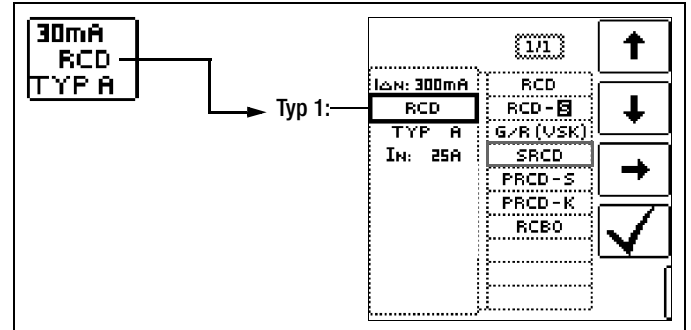 30mA
RCD
TYP A
Typ 1:
1/1
I△N: 300mA
RCD
TYP A
IN: 25A
RCD
RCD-S
G/R (VSK)
SRCD
PRCD-S
PRCD-K
RCBO